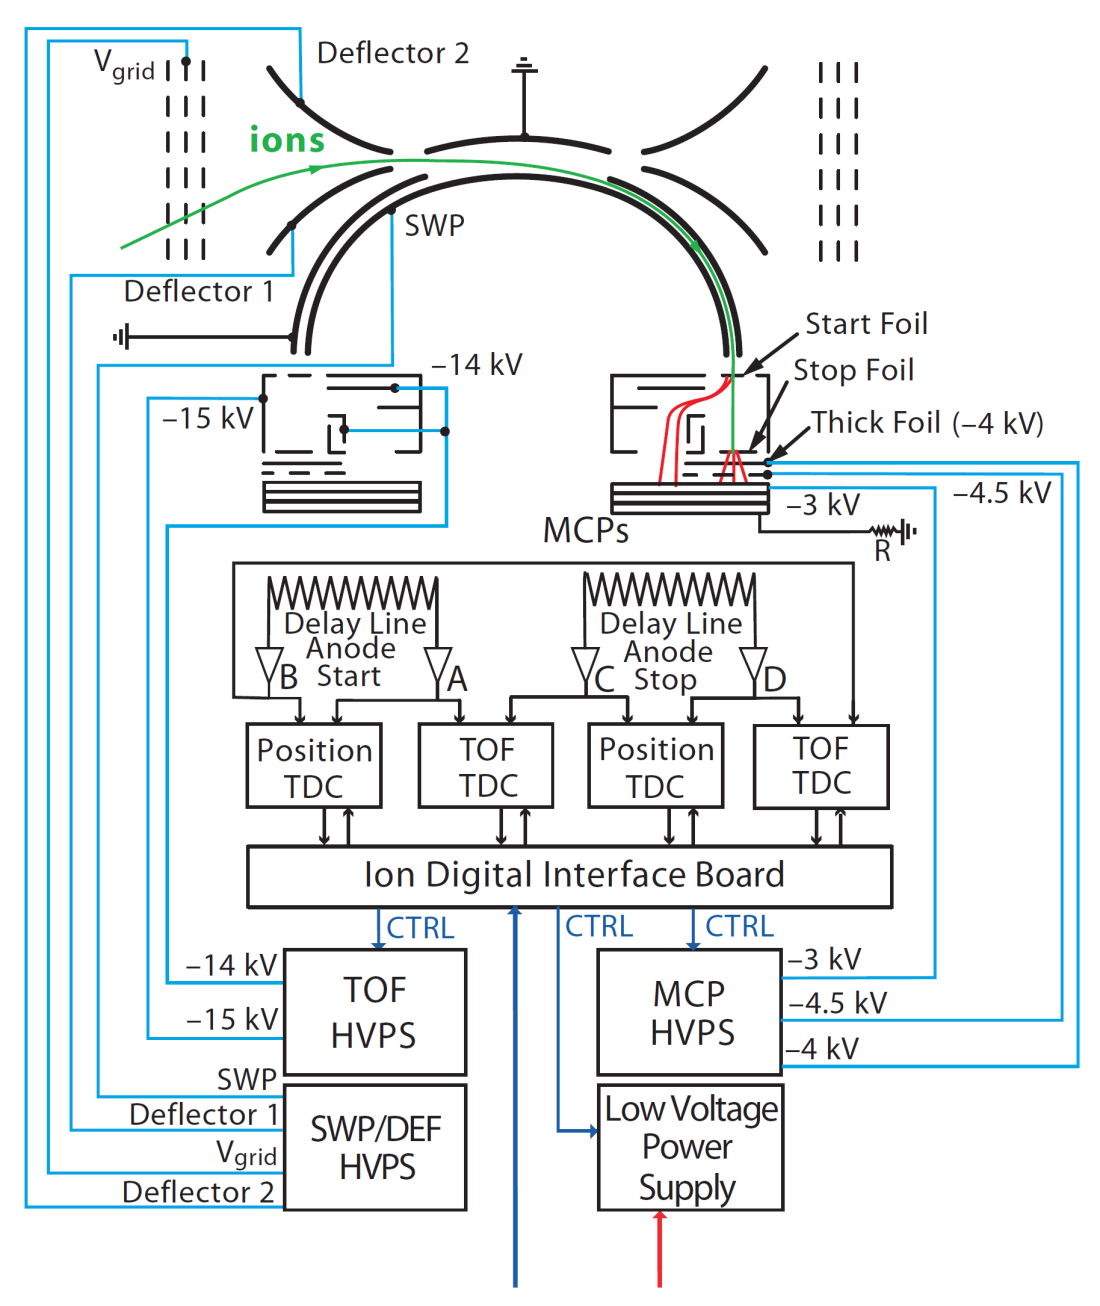 Deflector 2
Vgrid
ions
SWP
Deflector 1
Start Foil
–14 kV
Stop Foil
–15 kV
Thick Foil (–4 kV)
–4.5 kV
–3 kV
MCPs
R
Delay Line
Anode
Start
B
A
Delay Line
Anode
Stop
C
D
Position
TDC
TOF
TDC
Position
TDC
TOF
TDC
Ion Digital Interface Board
CTRL
CTRL
CTRL
–14 kV
TOF
HVPS
–15 kV
MCP
HVPS
–3 kV
–4.5 kV
–4 kV
SWP
Deflector 1
Vgrid
Deflector 2
SWP/DEF
HVPS
Low Voltage
Power
Supply